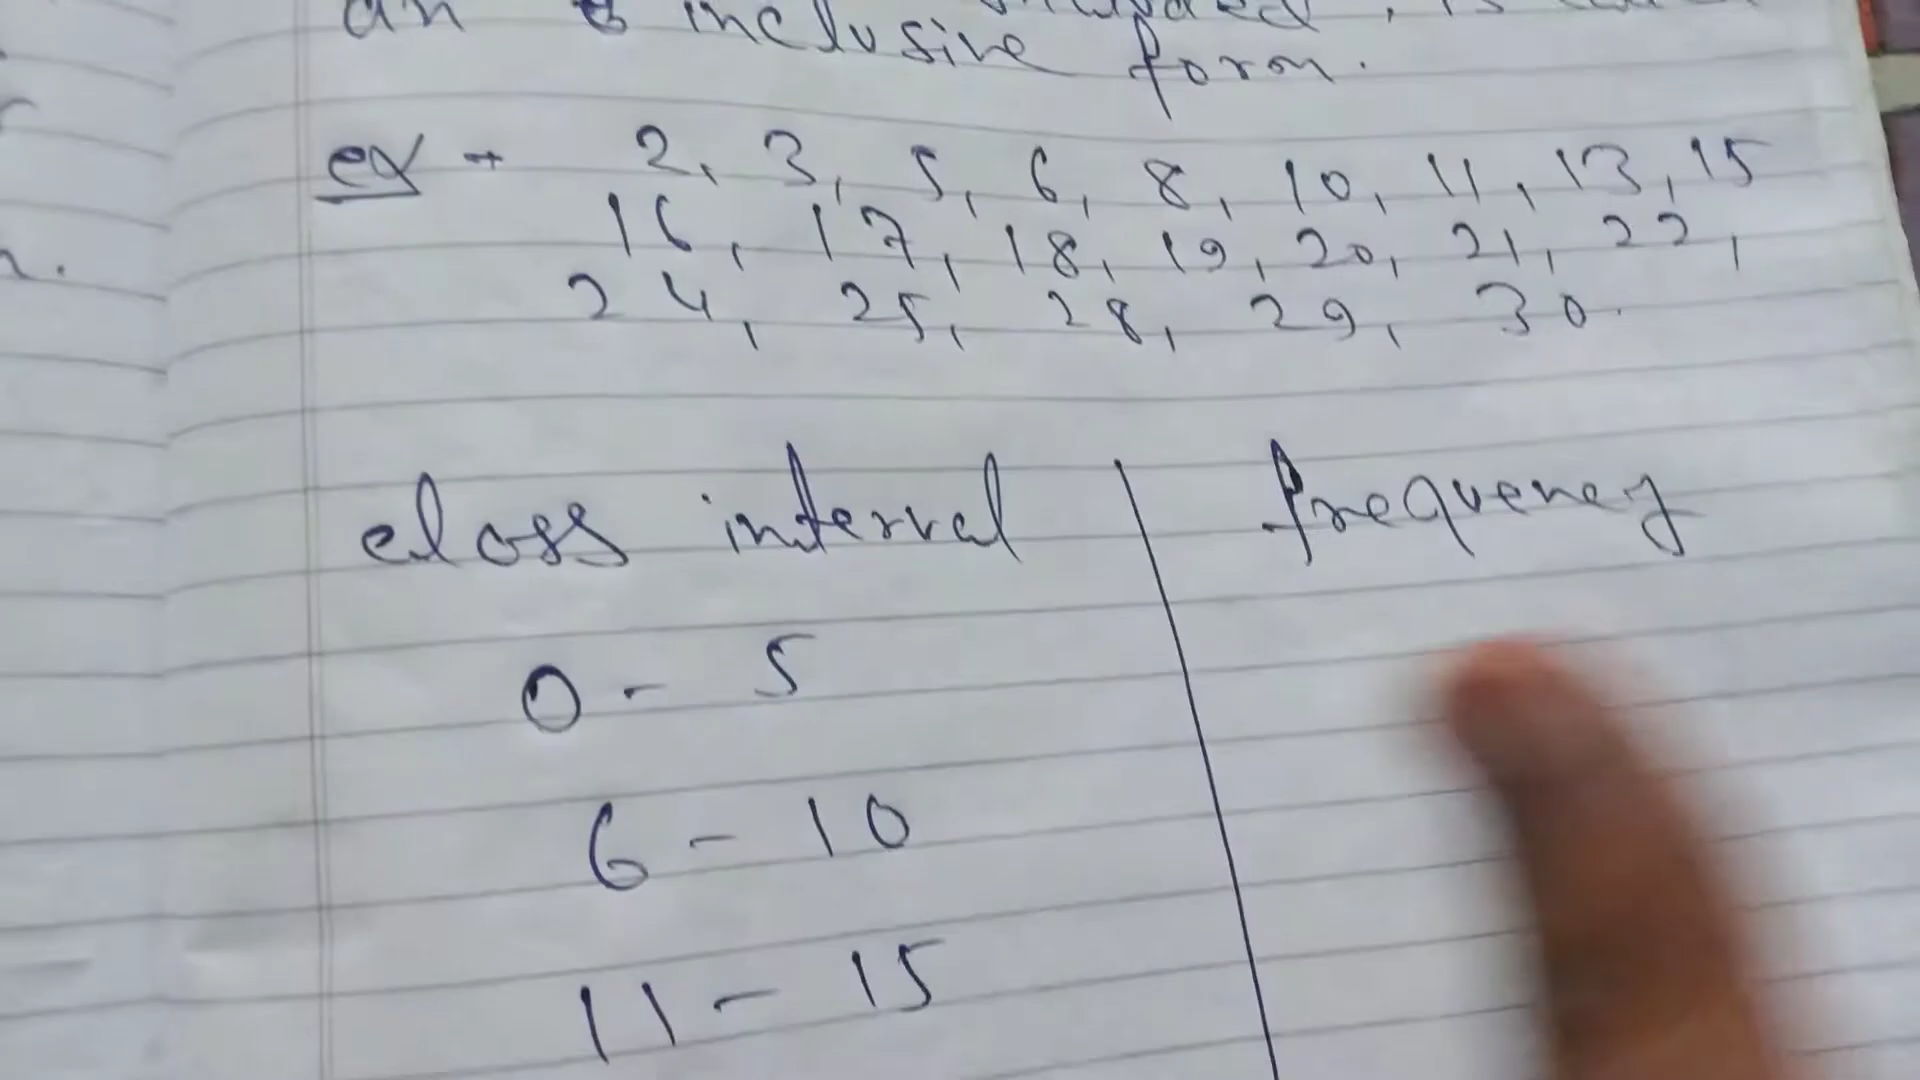 an inclusive form.
ex → 2, 3, 5, 6, 8, 10, 11, 13, 15
16, 17, 18, 19, 20, 21, 22,
24, 25, 28, 29, 30.
class interval frequency
0 - 5
6 - 10
11 - 15